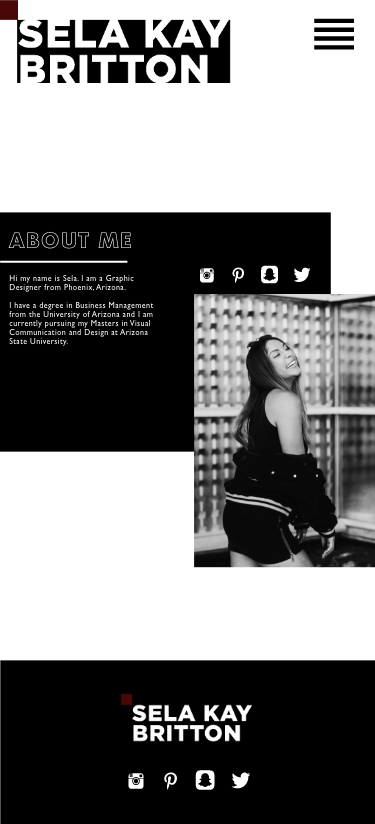 SELA KAY
BRITTON
ABOUT ME
Hi my name is Sela. I am a Graphic
Designer from Phoenix, Arizona.
I have a degree in Business Management
from the University of Arizona and I am
currently pursuing my Masters in Visual
Communication and Design at Arizona
State University.
SELA KAY
BRITTON